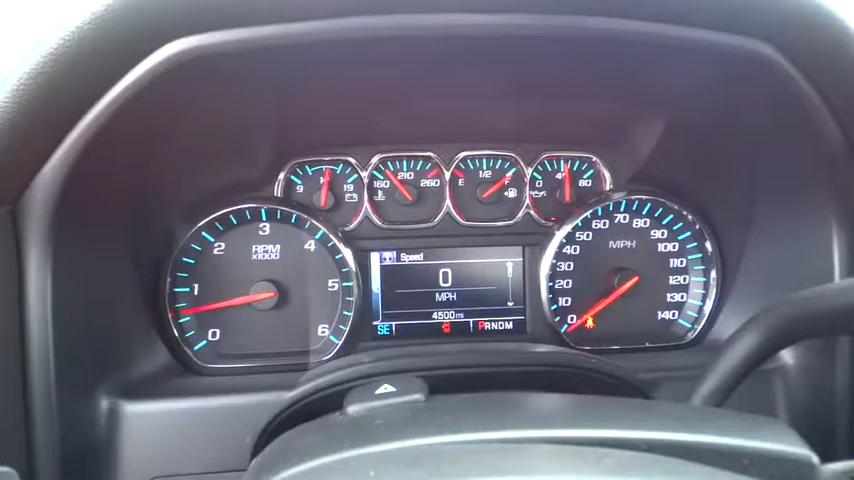 9 14 19
160 210 260
E 1/2 F
0 40 80
0 1 2 3 4 5 6
RPM
X1000
0 10 20 30 40 50 60 70 80 90 100 110 120 130 140
MPH
Speed
0
MPH
4500mi
SE PRNDM